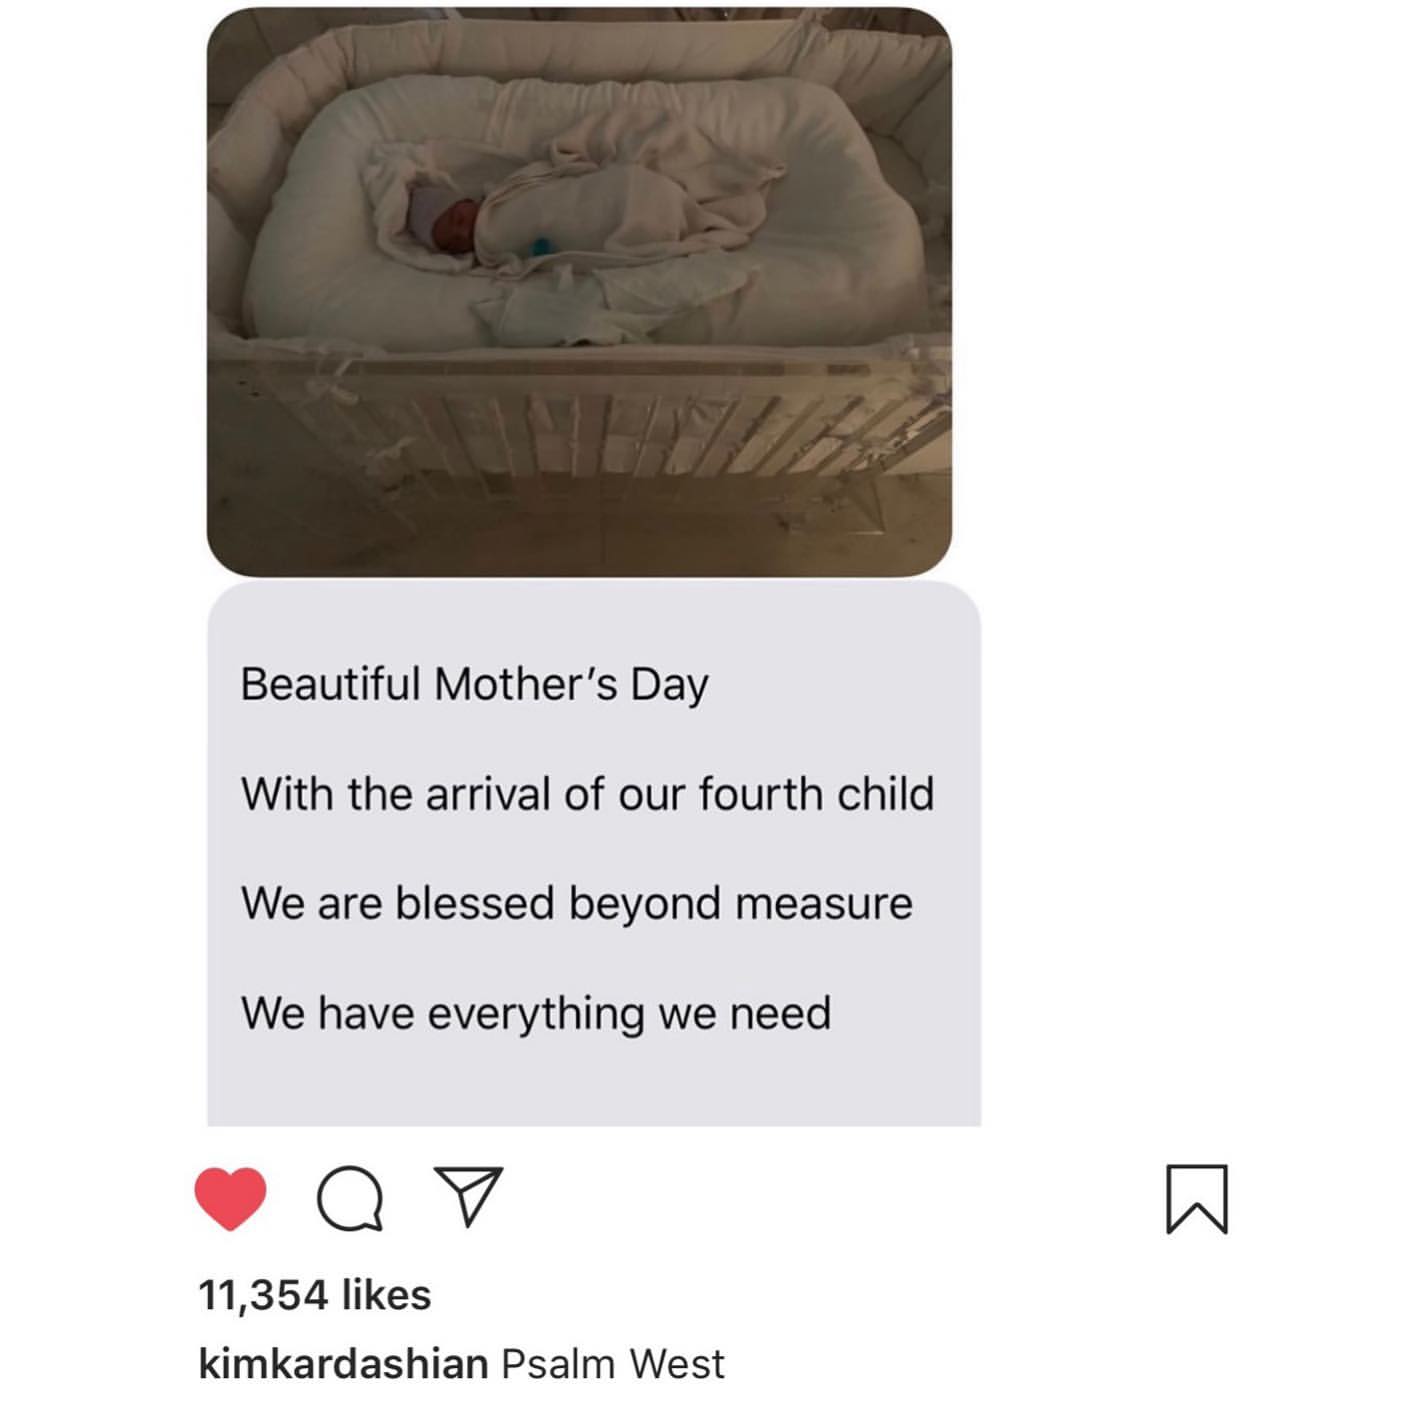 Beautiful Mother's Day
With the arrival of our fourth child
We are blessed beyond measure
We have everything we need
11,354 likes
kimkardashian Psalm West